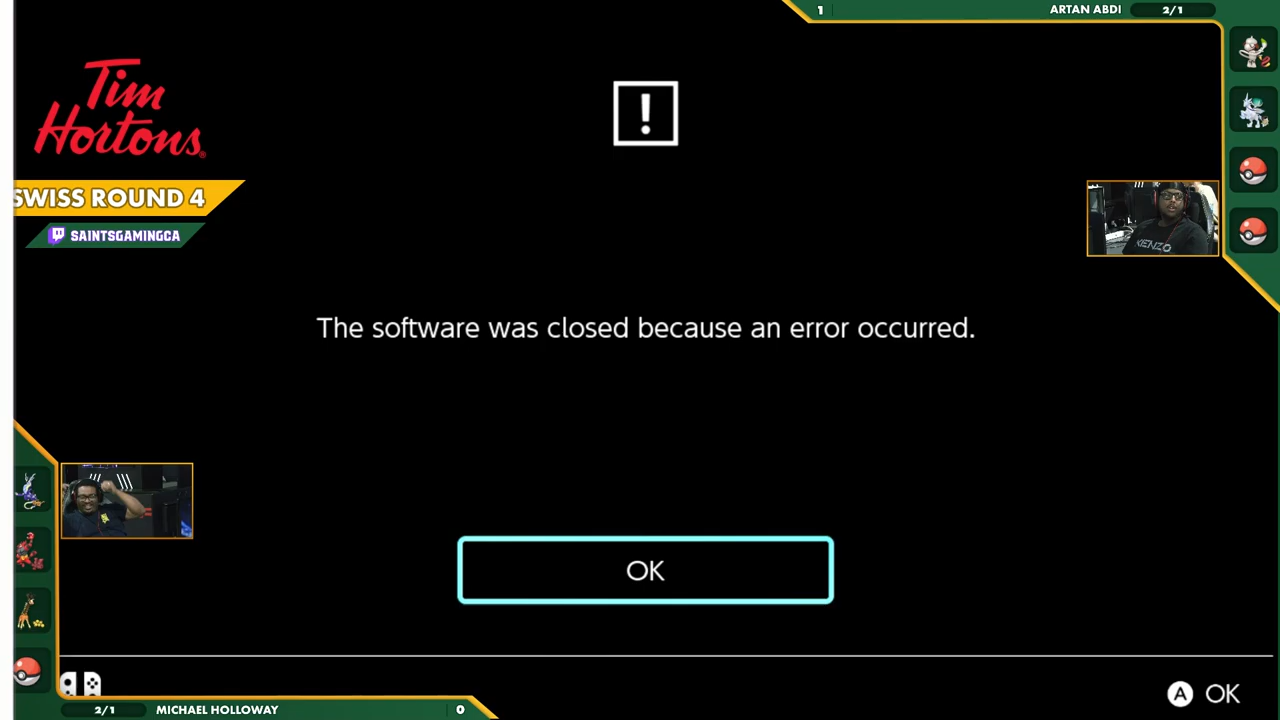 1
ARTAN ABDI
2/1
Tim
Hortons®
SWISS ROUND 4
SAINTSGAMINGCA
!
KENZO
The software was closed because an error occurred.
OK
A OK
2/1
MICHAEL HOLLOWAY
0